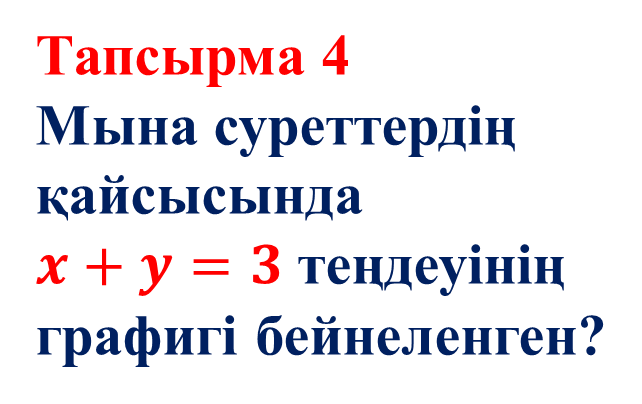 Тапсырма 4
Мына суреттердің
қайсысында
x + y = 3 теңдеуінің
графигі бейнеленген?